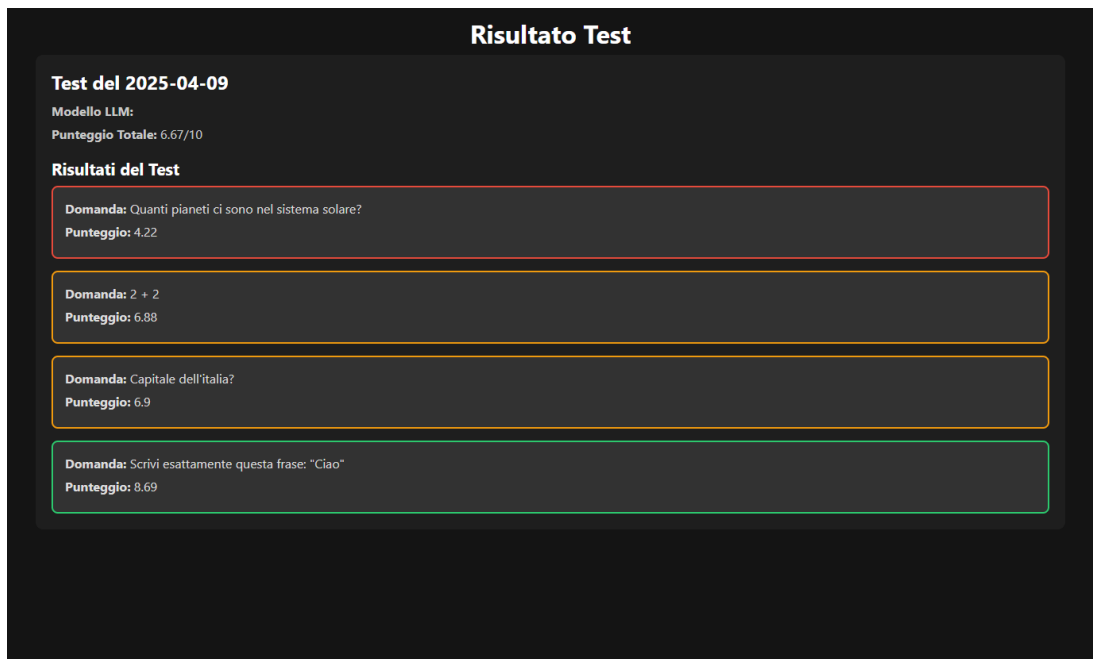 Risultato Test
Test del 2025-04-09
Modello LLM:
Punteggio Totale: 6.67/10
Risultati del Test
Domanda: Quanti pianeti ci sono nel sistema solare?
Punteggio: 4.22
Domanda: 2 + 2
Punteggio: 6.88
Domanda: Capitale dell'italia?
Punteggio: 6.9
Domanda: Scrivi esattamente questa frase: "Ciao"
Punteggio: 8.69